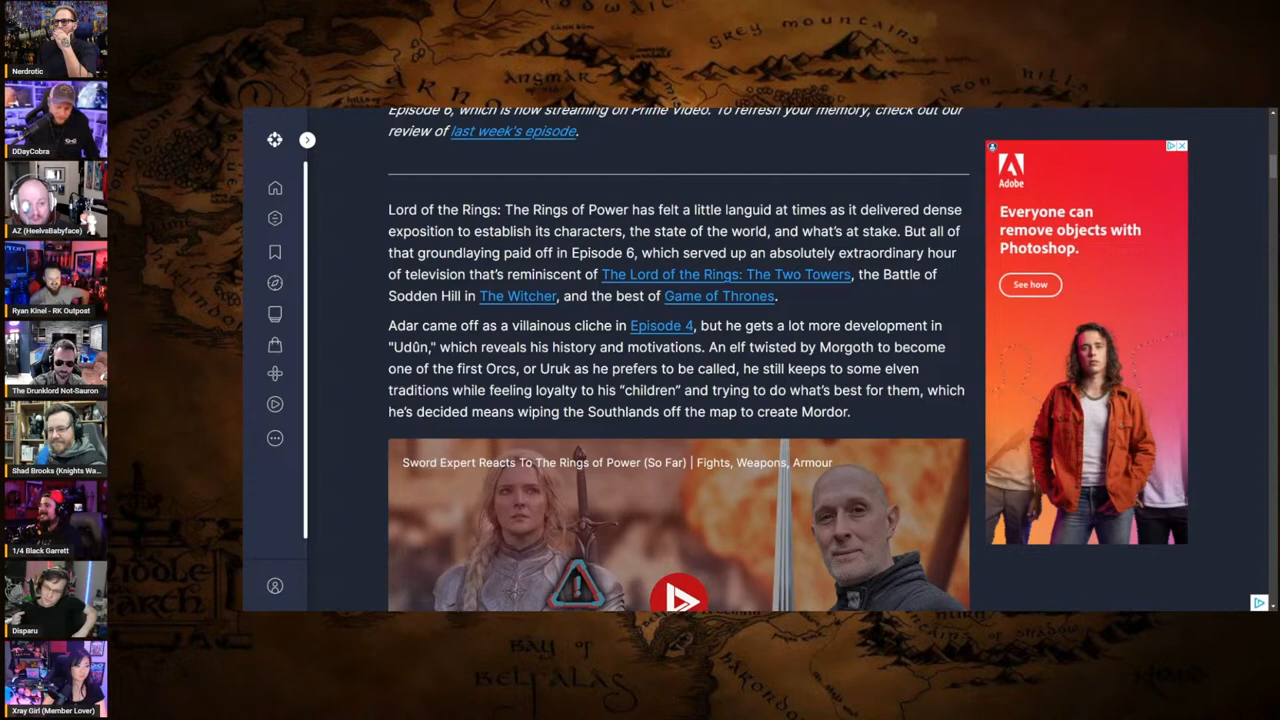 Nerdrotic
DDayCobra
AZ (HeelvsBabyface)
Ryan Kinel - RK Outpost
The Drunklord Not-Sauron
Shad Brooks (Knights Wa...
1/4 Black Garrett
Disparu
Xray Girl (Member Lover)
GREY MOUNTAINS
ANGMAR
IRON HILLS
Episode 6, which is now streaming on Prime Video. To refresh your memory, check out our
review of last week's episode.
Lord of the Rings: The Rings of Power has felt a little languid at times as it delivered dense
exposition to establish its characters, the state of the world, and what's at stake. But all of
that groundlaying paid off in Episode 6, which served up an absolutely extraordinary hour
of television that's reminiscent of The Lord of the Rings: The Two Towers, the Battle of
Sodden Hill in The Witcher, and the best of Game of Thrones.
Adar came off as a villainous cliche in Episode 4, but he gets a lot more development in
"Udûn," which reveals his history and motivations. An elf twisted by Morgoth to become
one of the first Orcs, or Uruk as he prefers to be called, he still keeps to some elven
traditions while feeling loyalty to his “children” and trying to do what's best for them, which
he's decided means wiping the Southlands off the map to create Mordor.
Sword Expert Reacts To The Rings of Power (So Far) | Fights, Weapons, Armour
Adobe
Everyone can
remove objects with
Photoshop.
See how
BAY OF
BELFALAS